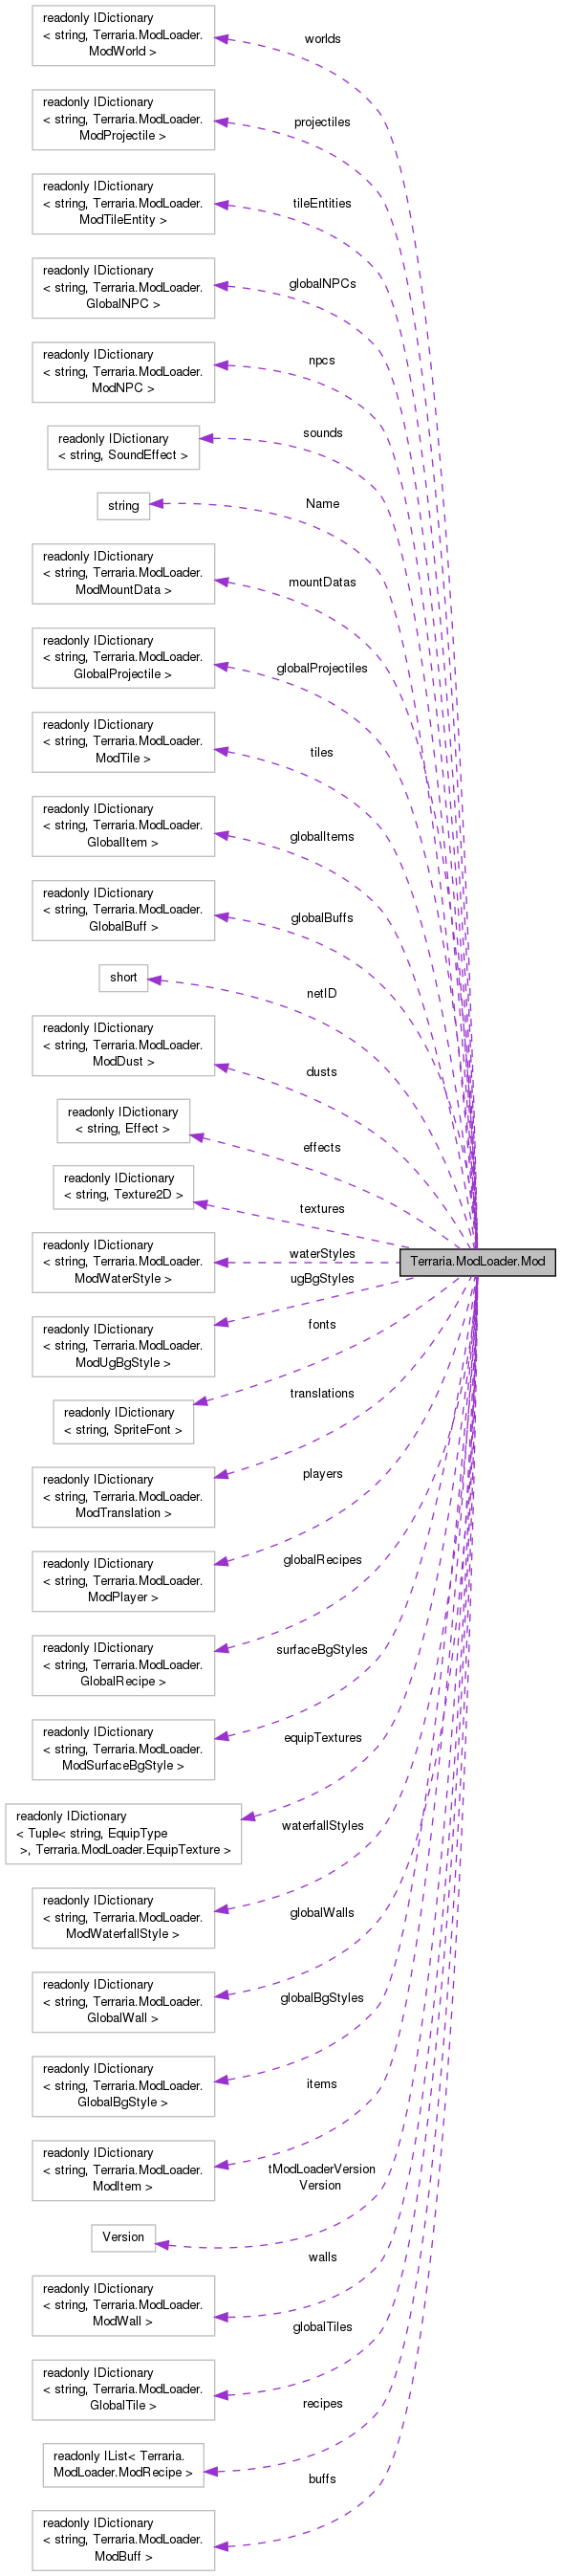 readonly IDictionary
< string, Terraria.ModLoader.
ModWorld >
worlds
readonly IDictionary
< string, Terraria.ModLoader.
ModProjectile >
projectiles
readonly IDictionary
< string, Terraria.ModLoader.
ModTileEntity >
tileEntities
readonly IDictionary
< string, Terraria.ModLoader.
GlobalNPC >
globalNPCs
readonly IDictionary
< string, Terraria.ModLoader.
ModNPC >
npcs
readonly IDictionary
< string, SoundEffect >
sounds
string
Name
readonly IDictionary
< string, Terraria.ModLoader.
ModMountData >
mountDatas
readonly IDictionary
< string, Terraria.ModLoader.
GlobalProjectile >
globalProjectiles
readonly IDictionary
< string, Terraria.ModLoader.
ModTile >
tiles
readonly IDictionary
< string, Terraria.ModLoader.
GlobalItem >
globalItems
readonly IDictionary
< string, Terraria.ModLoader.
GlobalBuff >
globalBuffs
short
netID
readonly IDictionary
< string, Terraria.ModLoader.
ModDust >
dusts
readonly IDictionary
< string, Effect >
effects
readonly IDictionary
< string, Texture2D >
textures
readonly IDictionary
< string, Terraria.ModLoader.
ModWaterStyle >
waterStyles
Terraria.ModLoader.Mod
readonly IDictionary
< string, Terraria.ModLoader.
ModUgBgStyle >
ugBgStyles
readonly IDictionary
< string, SpriteFont >
fonts
readonly IDictionary
< string, Terraria.ModLoader.
ModTranslation >
translations
readonly IDictionary
< string, Terraria.ModLoader.
ModPlayer >
players
readonly IDictionary
< string, Terraria.ModLoader.
GlobalRecipe >
globalRecipes
readonly IDictionary
< string, Terraria.ModLoader.
ModSurfaceBgStyle >
surfaceBgStyles
readonly IDictionary
< Tuple< string, EquipType
>, Terraria.ModLoader.EquipTexture >
equipTextures
readonly IDictionary
< string, Terraria.ModLoader.
ModWaterfallStyle >
waterfallStyles
readonly IDictionary
< string, Terraria.ModLoader.
GlobalWall >
globalWalls
readonly IDictionary
< string, Terraria.ModLoader.
GlobalBgStyle >
globalBgStyles
readonly IDictionary
< string, Terraria.ModLoader.
ModItem >
items
Version
tModLoaderVersion
Version
readonly IDictionary
< string, Terraria.ModLoader.
ModWall >
walls
readonly IDictionary
< string, Terraria.ModLoader.
GlobalTile >
globalTiles
readonly IList< Terraria.
ModLoader.ModRecipe >
recipes
readonly IDictionary
< string, Terraria.ModLoader.
ModBuff >
buffs